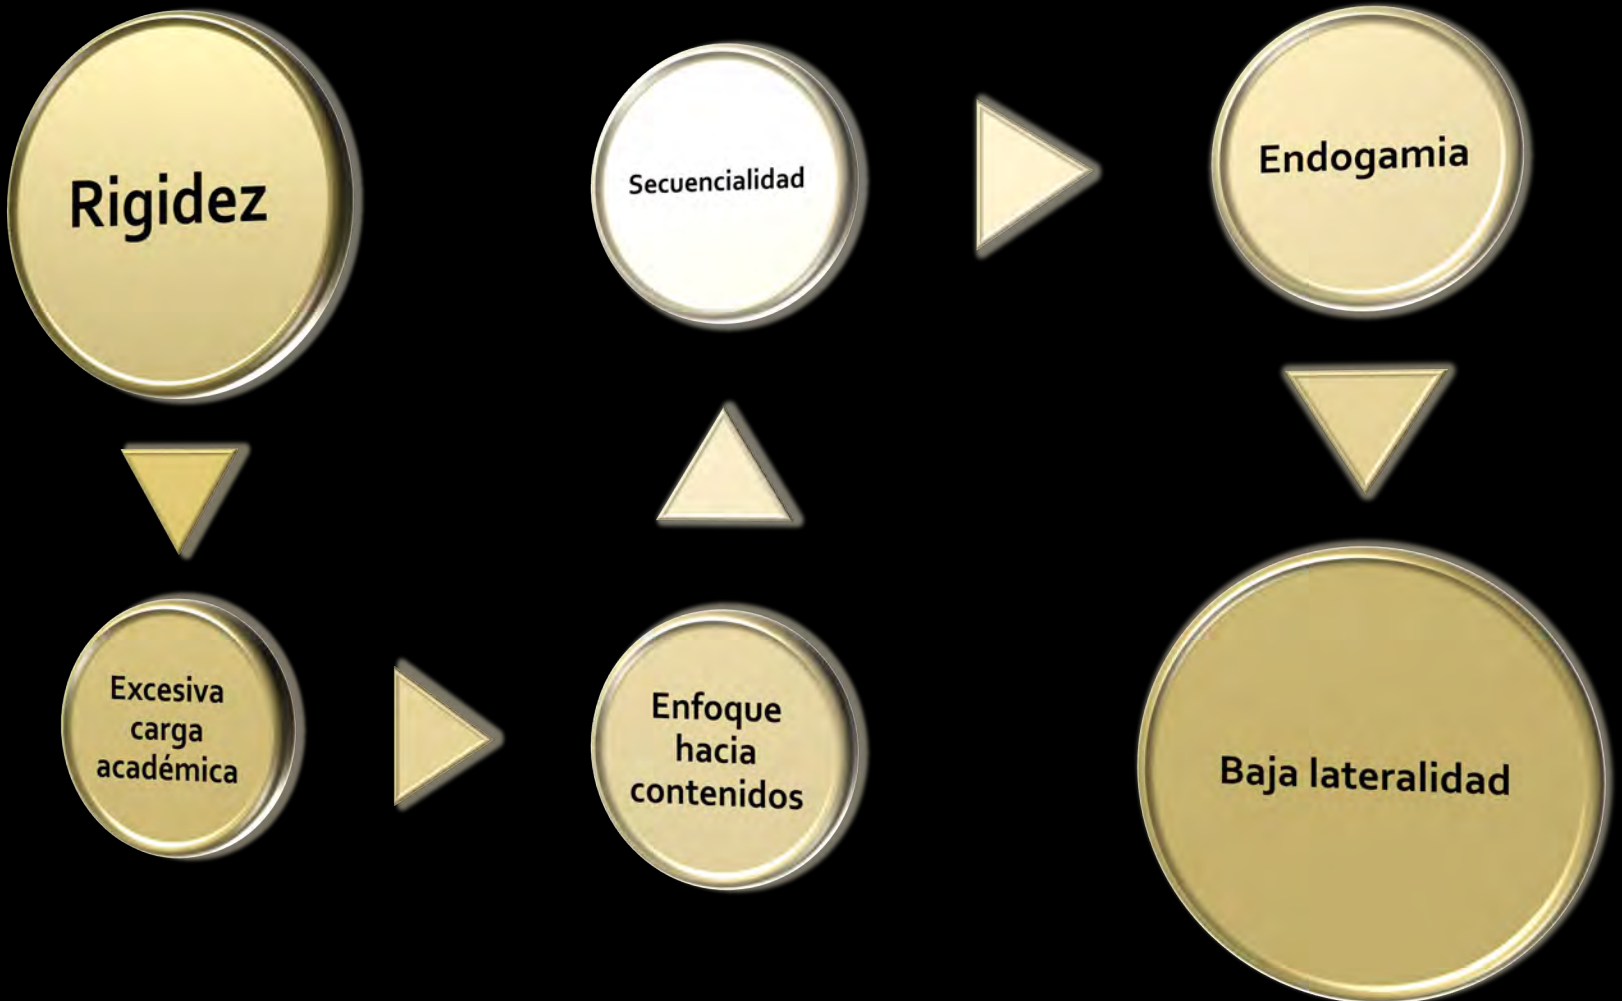 Rigidez
Excesiva
carga
académica
Enfoque
hacia
contenidos
Secuencialidad
Endogamia
Baja lateralidad